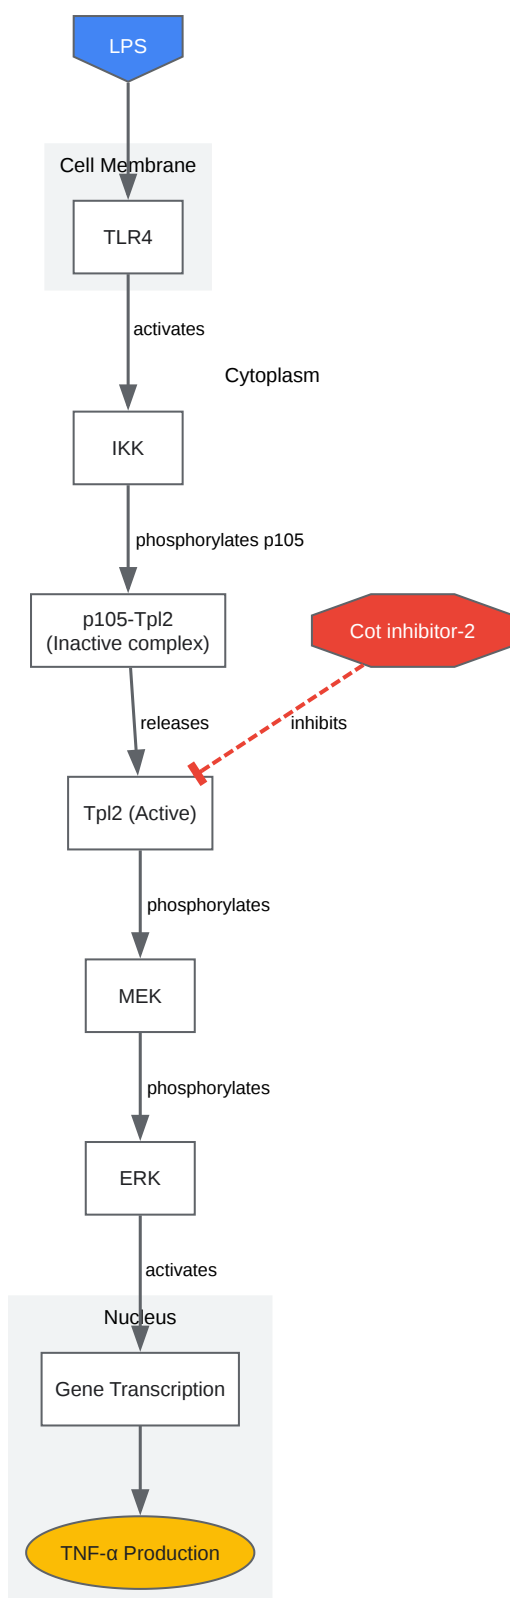 LPS
Cell Membrane
TLR4
activates
Cytoplasm
IKK
phosphorylates p105
p105-Tpl2
(Inactive complex)
Cot inhibitor-2
releases
inhibits
Tpl2 (Active)
phosphorylates
MEK
phosphorylates
ERK
activates
Nucleus
Gene Transcription
TNF-α Production